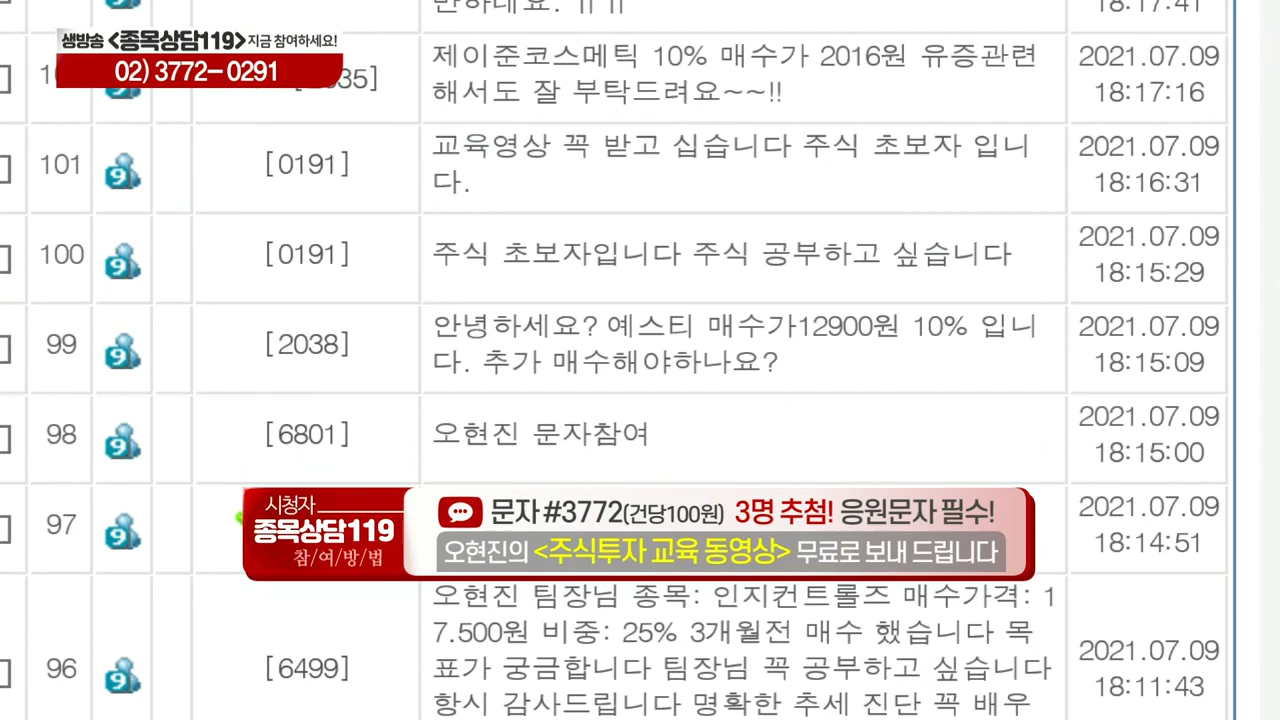 18:17:41
생방송 <종목상담119> 지금 참여하세요!
02) 3772-0291
제이준코스메틱 10% 매수가 2016원 유증관련
해서도 잘 부탁드려요~~!!
2021.07.09
18:17:16
101
[0191]
교육영상 꼭 받고 십습니다 주식 초보자 입니
다.
2021.07.09
18:16:31
100
[0191]
주식 초보자입니다 주식 공부하고 싶습니다
2021.07.09
18:15:29
99
[2038]
안녕하세요? 예스티 매수가12900원 10% 입니
다. 추가 매수해야하나요?
2021.07.09
18:15:09
98
[6801]
오현진 문자참여
2021.07.09
18:15:00
97
2021.07.09
18:14:51
시청자
종목상담119
참/여/방/법
문자 #3772(건당100원) 3명 추첨! 응원문자 필수!
오현진의 <주식투자 교육 동영상> 무료로 보내 드립니다
96
[6499]
오현진 팀장님 종목: 인지컨트롤즈 매수가격: 1
7.500원 비중: 25% 3개월전 매수 했습니다 목
표가 궁금합니다 팀장님 꼭 공부하고 싶습니다
항시 감사드립니다 명확한 추세 진단 꼭 배우
2021.07.09
18:11:43